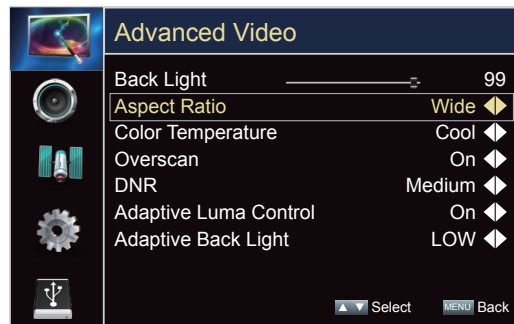 Advanced Video
Back Light 99
Aspect Ratio Wide
Color Temperature Cool
Overscan On
DNR Medium
Adaptive Luma Control On
Adaptive Back Light LOW
Select MENU Back